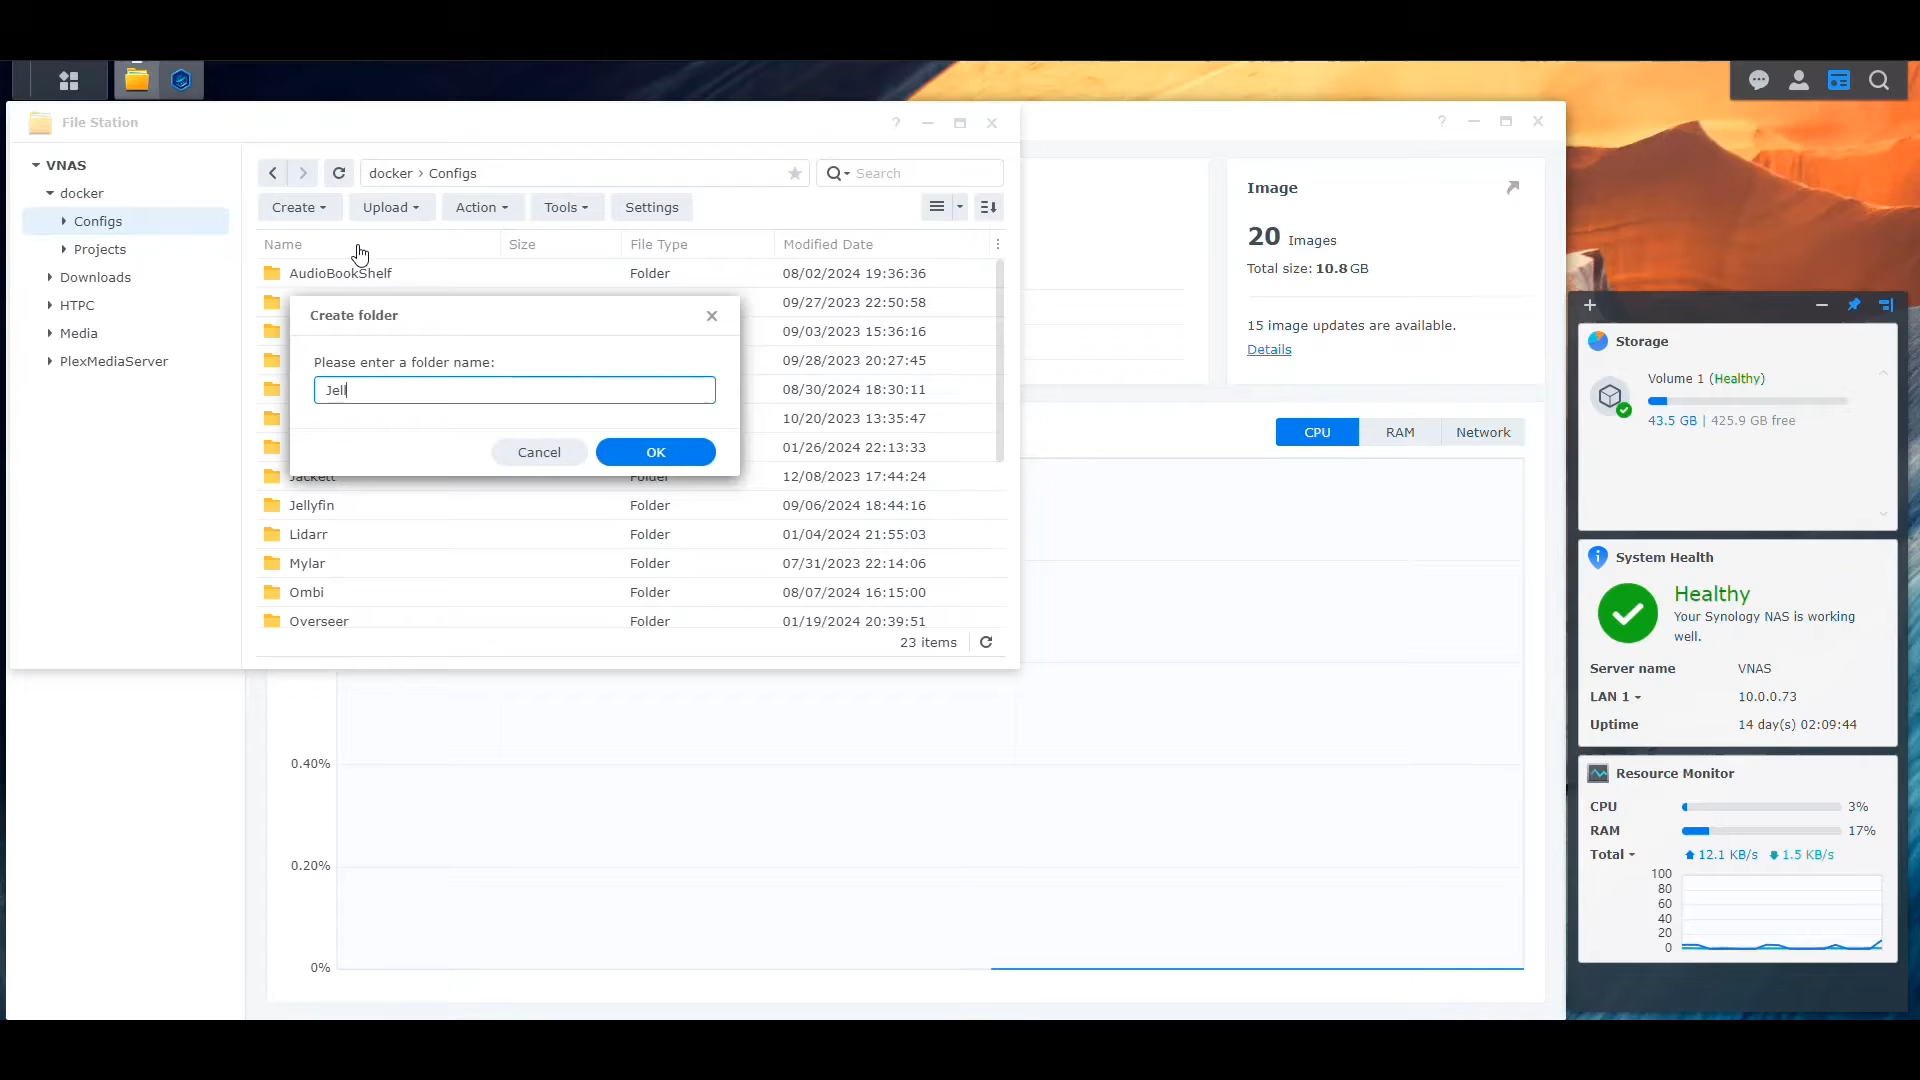 File Station
VNAS
docker
Configs
Projects
Downloads
HTPC
Media
PlexMediaServer
docker › Configs
Search
Create
Upload
Action
Tools
Settings
Name Size File Type Modified Date
AudioBookShelf Folder 08/02/2024 19:36:36
09/27/2023 22:50:58
09/03/2023 15:36:16
09/28/2023 20:27:45
08/30/2024 18:30:11
10/20/2023 13:35:47
01/26/2024 22:13:33
Jackett Folder 12/08/2023 17:44:24
Jellyfin Folder 09/06/2024 18:44:16
Lidarr Folder 01/04/2024 21:55:03
Mylar Folder 07/31/2023 22:14:06
Ombi Folder 08/07/2024 16:15:00
Overseer Folder 01/19/2024 20:39:51
23 items
Create folder
Please enter a folder name:
Jell
Cancel
OK
Image
20 Images
Total size: 10.8 GB
15 image updates are available.
Details
CPU
RAM
Network
0.40%
0.20%
0%
Storage
Volume 1 (Healthy)
43.5 GB | 425.9 GB free
System Health
Healthy
Your Synology NAS is working
well.
Server name VNAS
LAN 1 10.0.0.73
Uptime 14 day(s) 02:09:44
Resource Monitor
CPU 3%
RAM 17%
Total 12.1 KB/s 1.5 KB/s
100
80
60
40
20
0